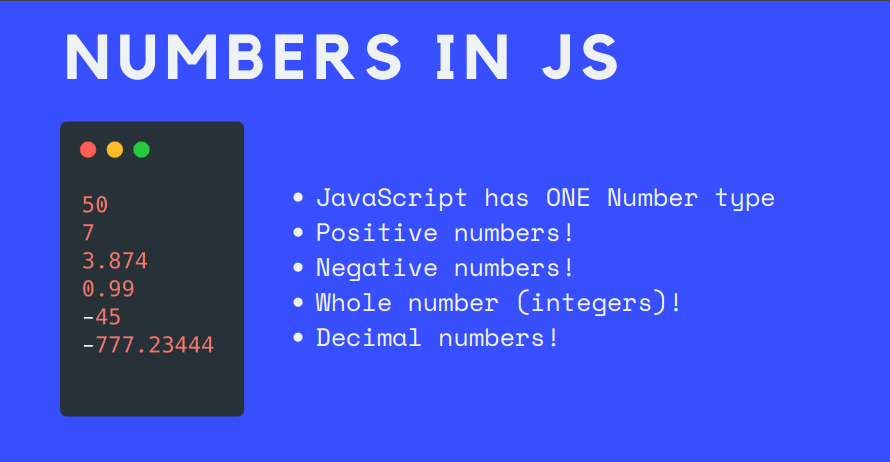 NUMBERS IN JS
50
7
3.874
0.99
-45
-777.23444
• JavaScript has ONE Number type
• Positive numbers!
• Negative numbers!
• Whole number (integers)!
• Decimal numbers!